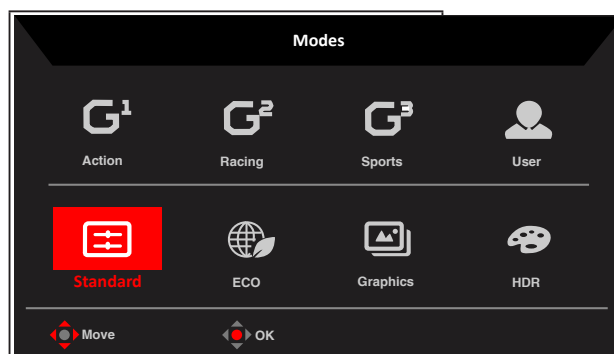 Modes
G1 G2 G3
Action Racing Sports User
Standard ECO Graphics HDR
Move OK